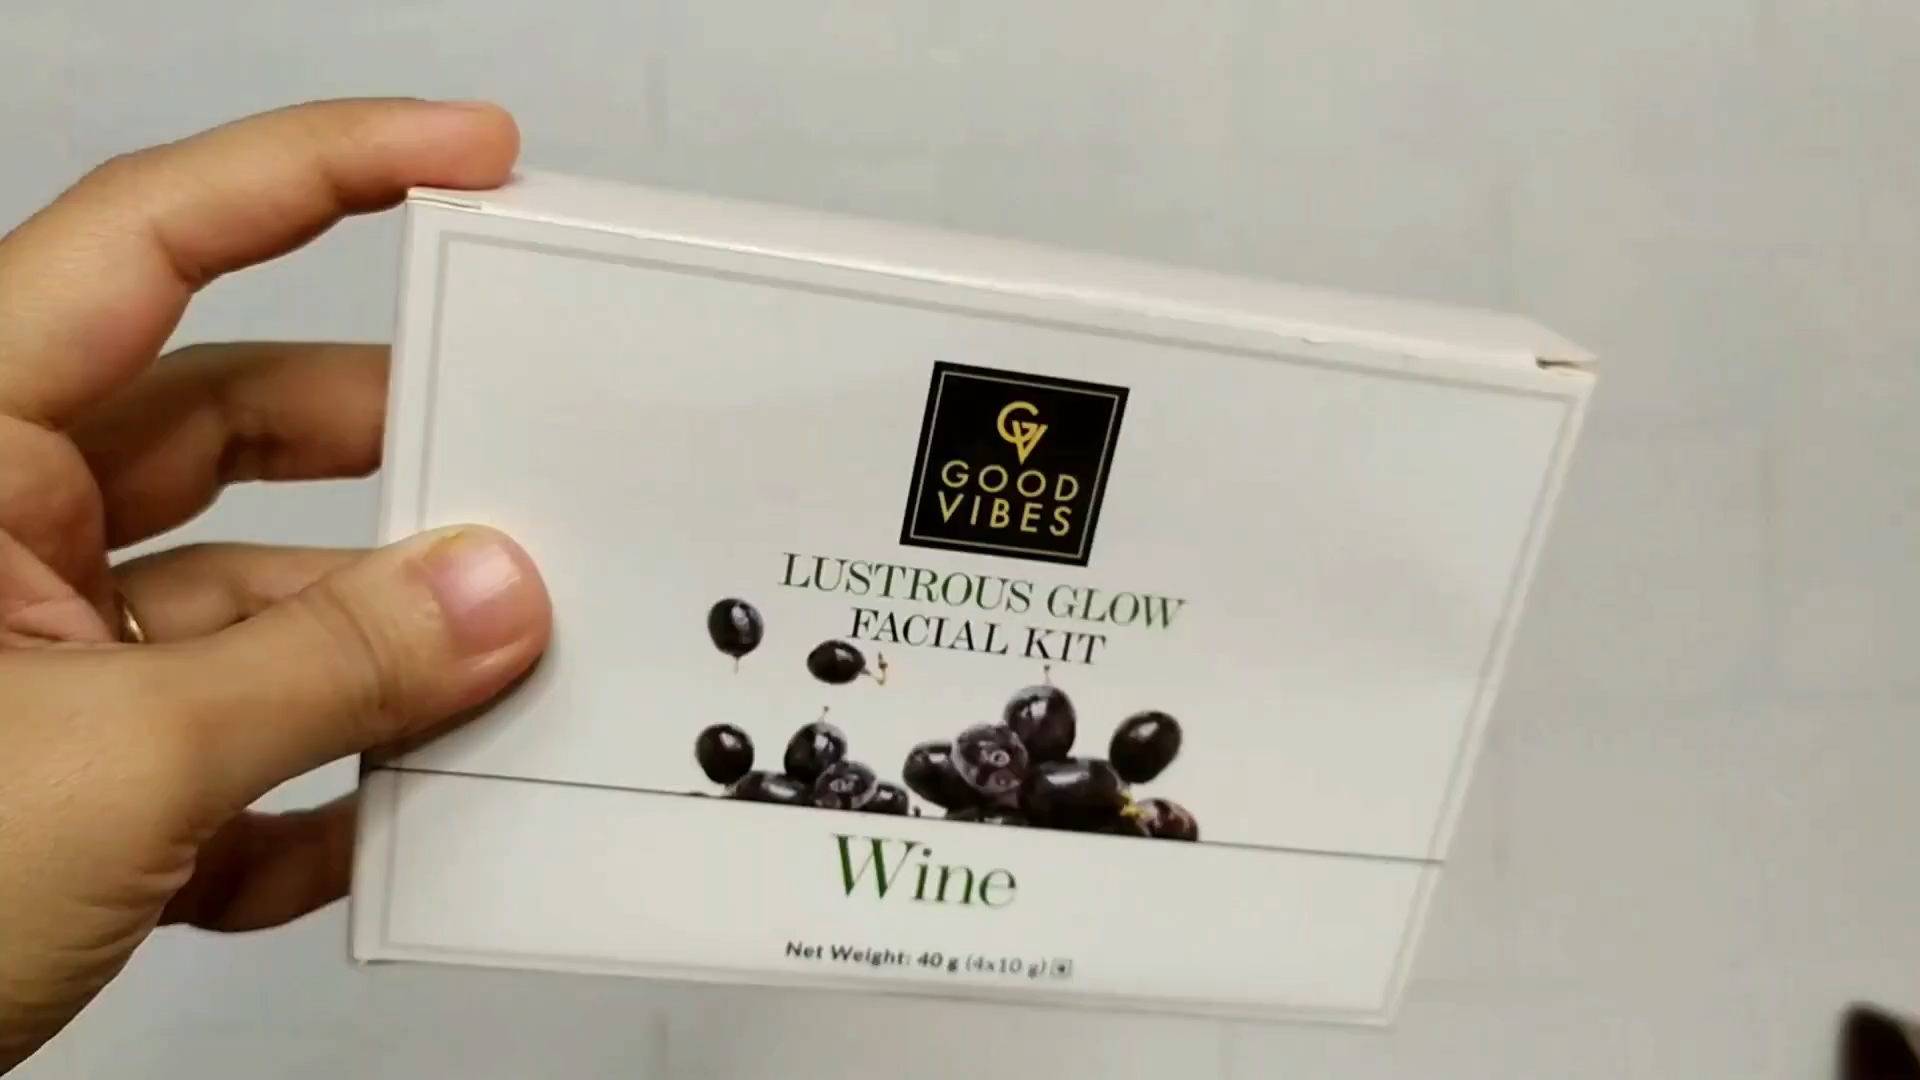 GV
GOOD
VIBES
LUSTROUS GLOW
FACIAL KIT
Wine
Net Weight: 40 g (4x10 g)